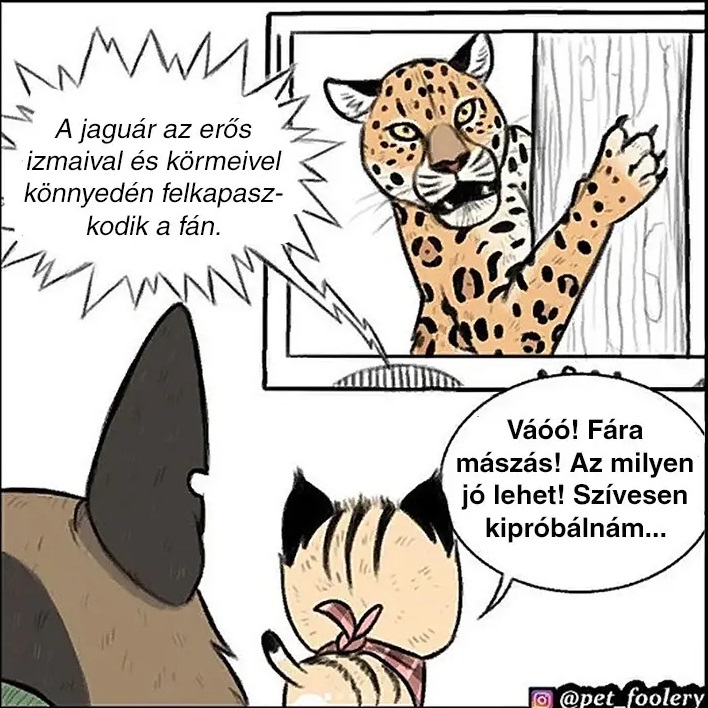 A jaguár az erős
izmaival és körmeivel
könnyedén felkapasz-
kodik a fán.
Váóó! Fára
mászás! Az milyen
jó lehet! Szívesen
kipróbálnám...
@pet_foolery